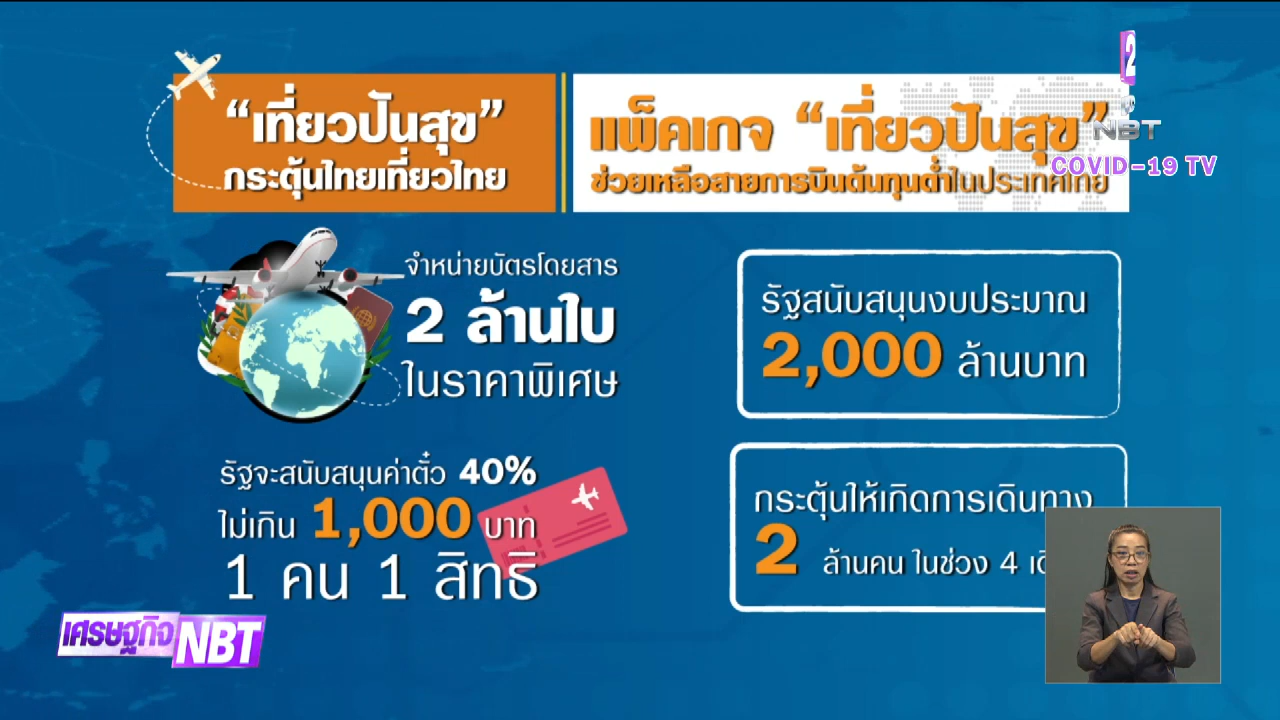 “เที่ยวปันสุข”
กระตุ้นไทยเที่ยวไทย
แพ็คเกจ “เที่ยวปันสุข”
ช่วยเหลือสายการบินต้นทุนต่ำในประเทศไทย
2
NBT
COVID-19 TV
จำหน่ายบัตรโดยสาร
2 ล้านใบ
ในราคาพิเศษ
รัฐจะสนับสนุนค่าตั๋ว 40%
ไม่เกิน 1,000 บาท
1 คน 1 สิทธิ
รัฐสนับสนุนงบประมาณ
2,000 ล้านบาท
กระตุ้นให้เกิดการเดินทาง
2 ล้านคน ในช่วง 4
เศรษฐกิจ NBT